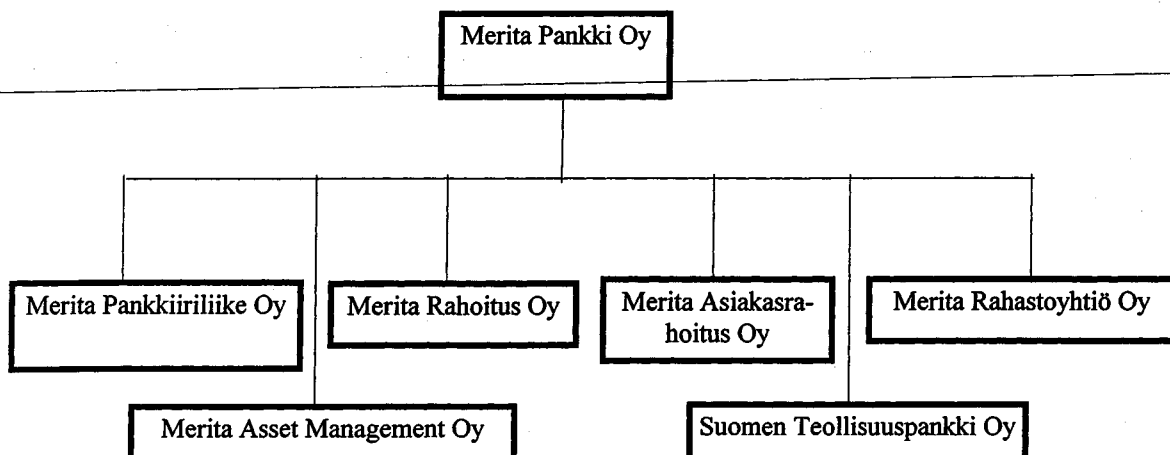 Merita Pankki Oy
Merita Pankkiiriliike Oy
Merita Rahoitus Oy
Merita Asiakasra-
hoitus Oy
Merita Rahastoyhtiö Oy
Merita Asset Management Oy
Suomen Teollisuuspankki Oy